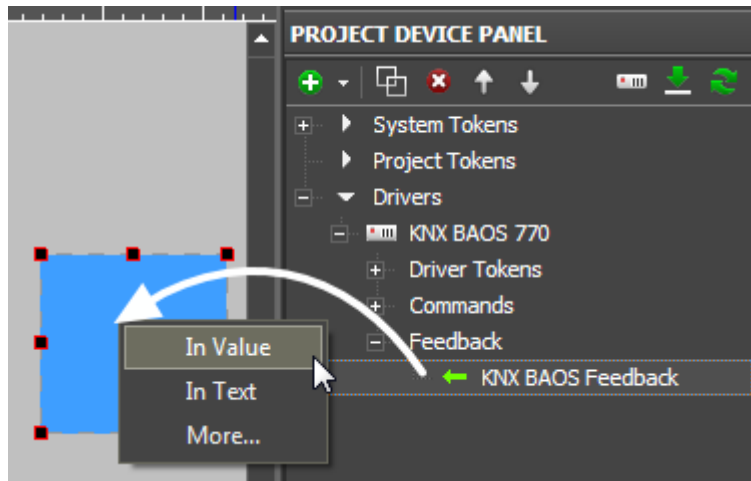 PROJECT DEVICE PANEL
System Tokens
Project Tokens
Drivers
KNX BAOS 770
Driver Tokens
Commands
Feedback
KNX BAOS Feedback
In Value
In Text
More...